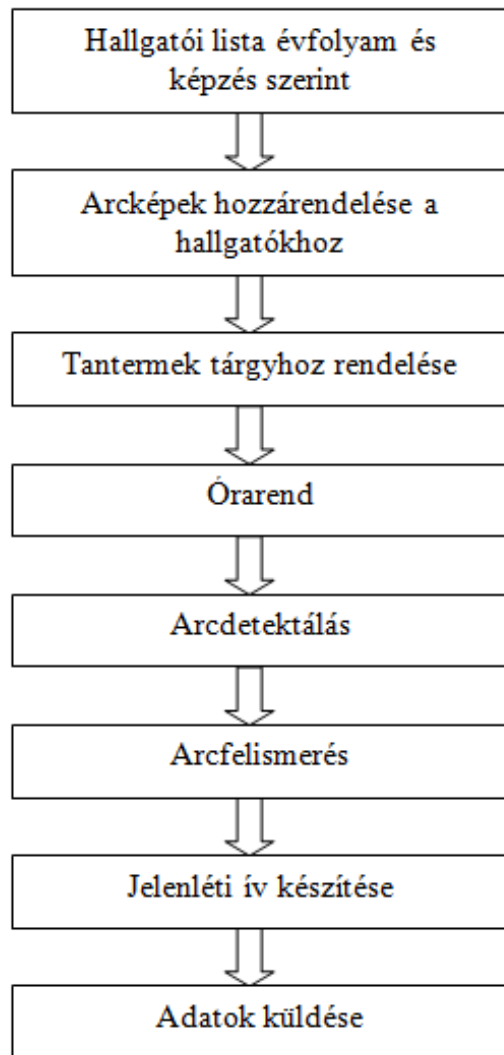 Hallgatói lista évfolyam és
képzés szerint
Arcképek hozzárendelése a
hallgatókhoz
Tantermek tárgyhoz rendelése
Órarend
Arcdetektálás
Arcfelismerés
Jelenléti ív készítése
Adatok küldése